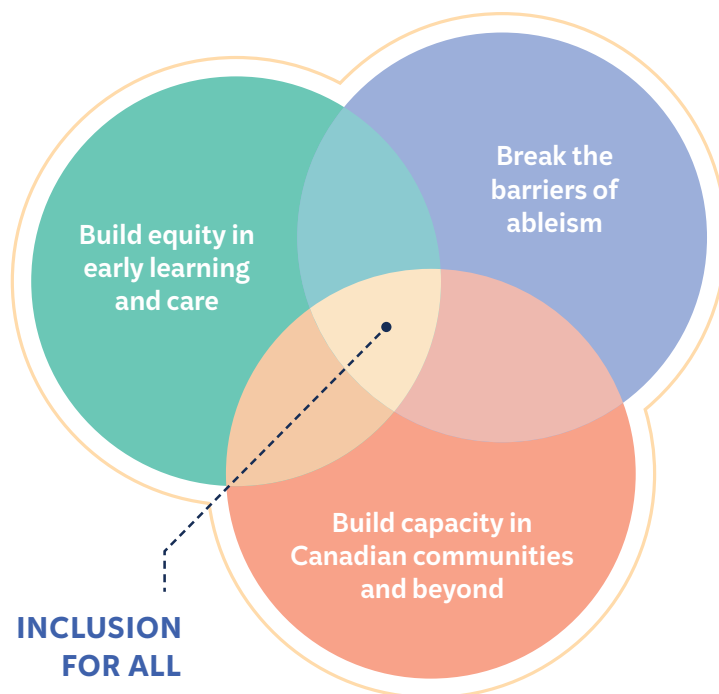 Break the
barriers of
ableism
Build equity in
early learning
and care
Build capacity in
Canadian communities
and beyond
INCLUSION
FOR ALL